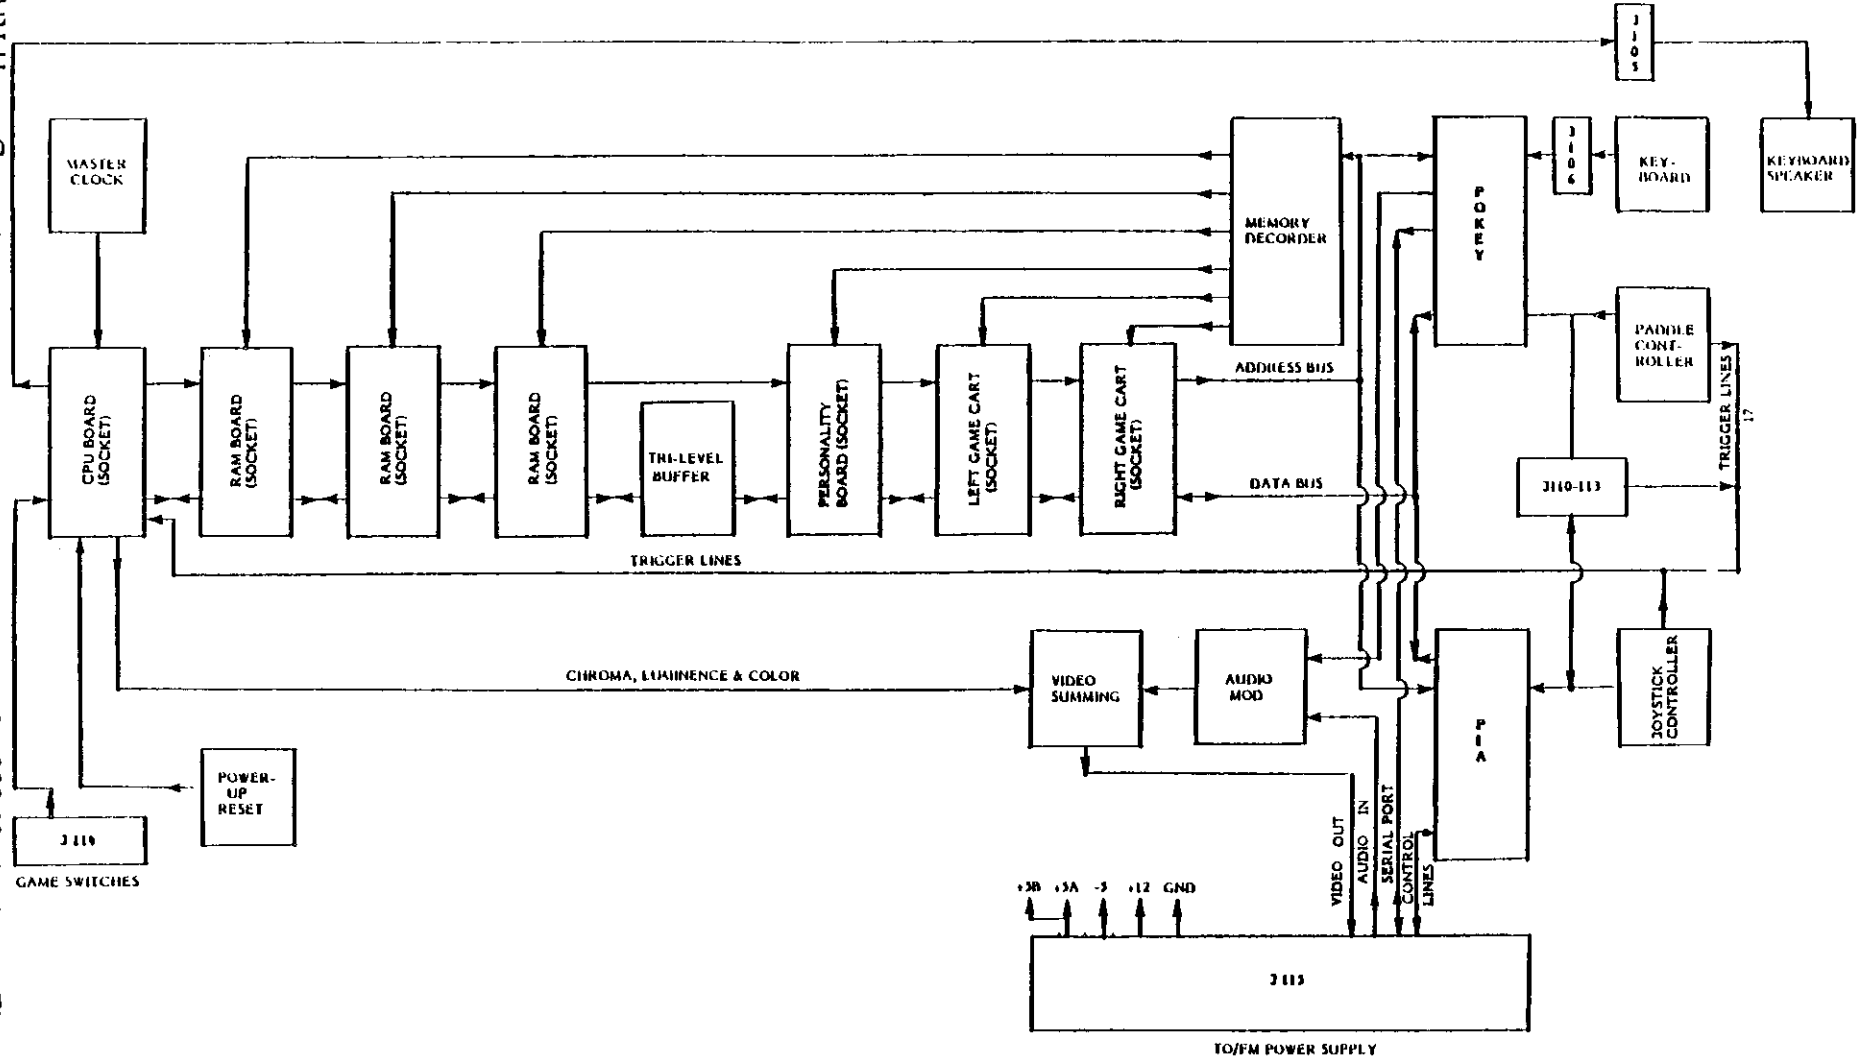 J105
MASTER
CLOCK
MEMORY
DECORDER
POKEY
J106
KEY-
BOARD
KEYBOARD
SPEAKER
PADDLE
CONT-
ROLLER
TRIGGER LINES
17
CPU BOARD
(SOCKET)
RAM BOARD
(SOCKET)
RAM BOARD
(SOCKET)
RAM BOARD
(SOCKET)
TRI-LEVEL
BUFFER
PERSONALITY
BOARD (SOCKET)
LEFT GAME CART
(SOCKET)
RIGHT GAME CART
(SOCKET)
ADDRESS BUS
DATA BUS
J110-113
TRIGGER LINES
CHROMA, LUMINENCE & COLOR
VIDEO
SUMMING
AUDIO
MOD
PIA
JOYSTICK
CONTROLLER
POWER-
UP
RESET
GAME SWITCHES
VIDEO OUT
AUDIO IN
SERIAL PORT
CONTROL
LINES
+5B +5A -5 +12 GND
TO/FM POWER SUPPLY